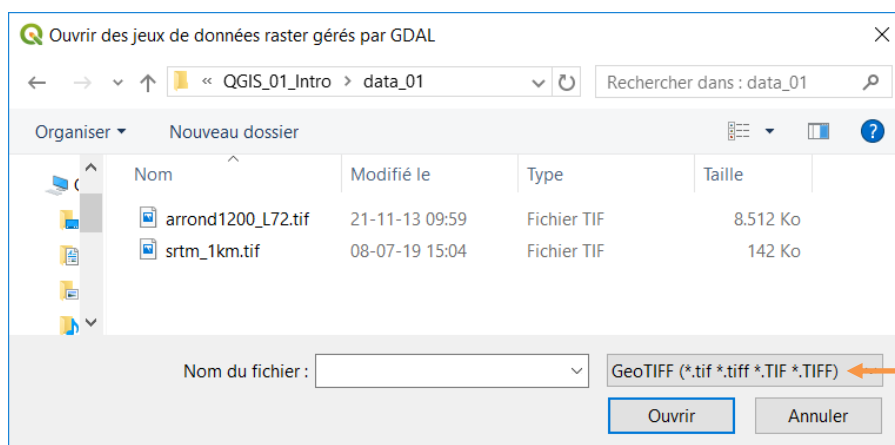 Ouvrir des jeux de données raster gérés par GDAL
« QGIS_01_Intro > data_01
Rechercher dans : data_01
Organiser
Nouveau dossier
?
Nom Modifié le Type Taille
arrond1200_L72.tif 21-11-13 09:59 Fichier TIF 8.512 Ko
srtm_1km.tif 08-07-19 15:04 Fichier TIF 142 Ko
Nom du fichier :
GeoTIFF (*.tif *.tiff *.TIF *.TIFF)
Ouvrir
Annuler